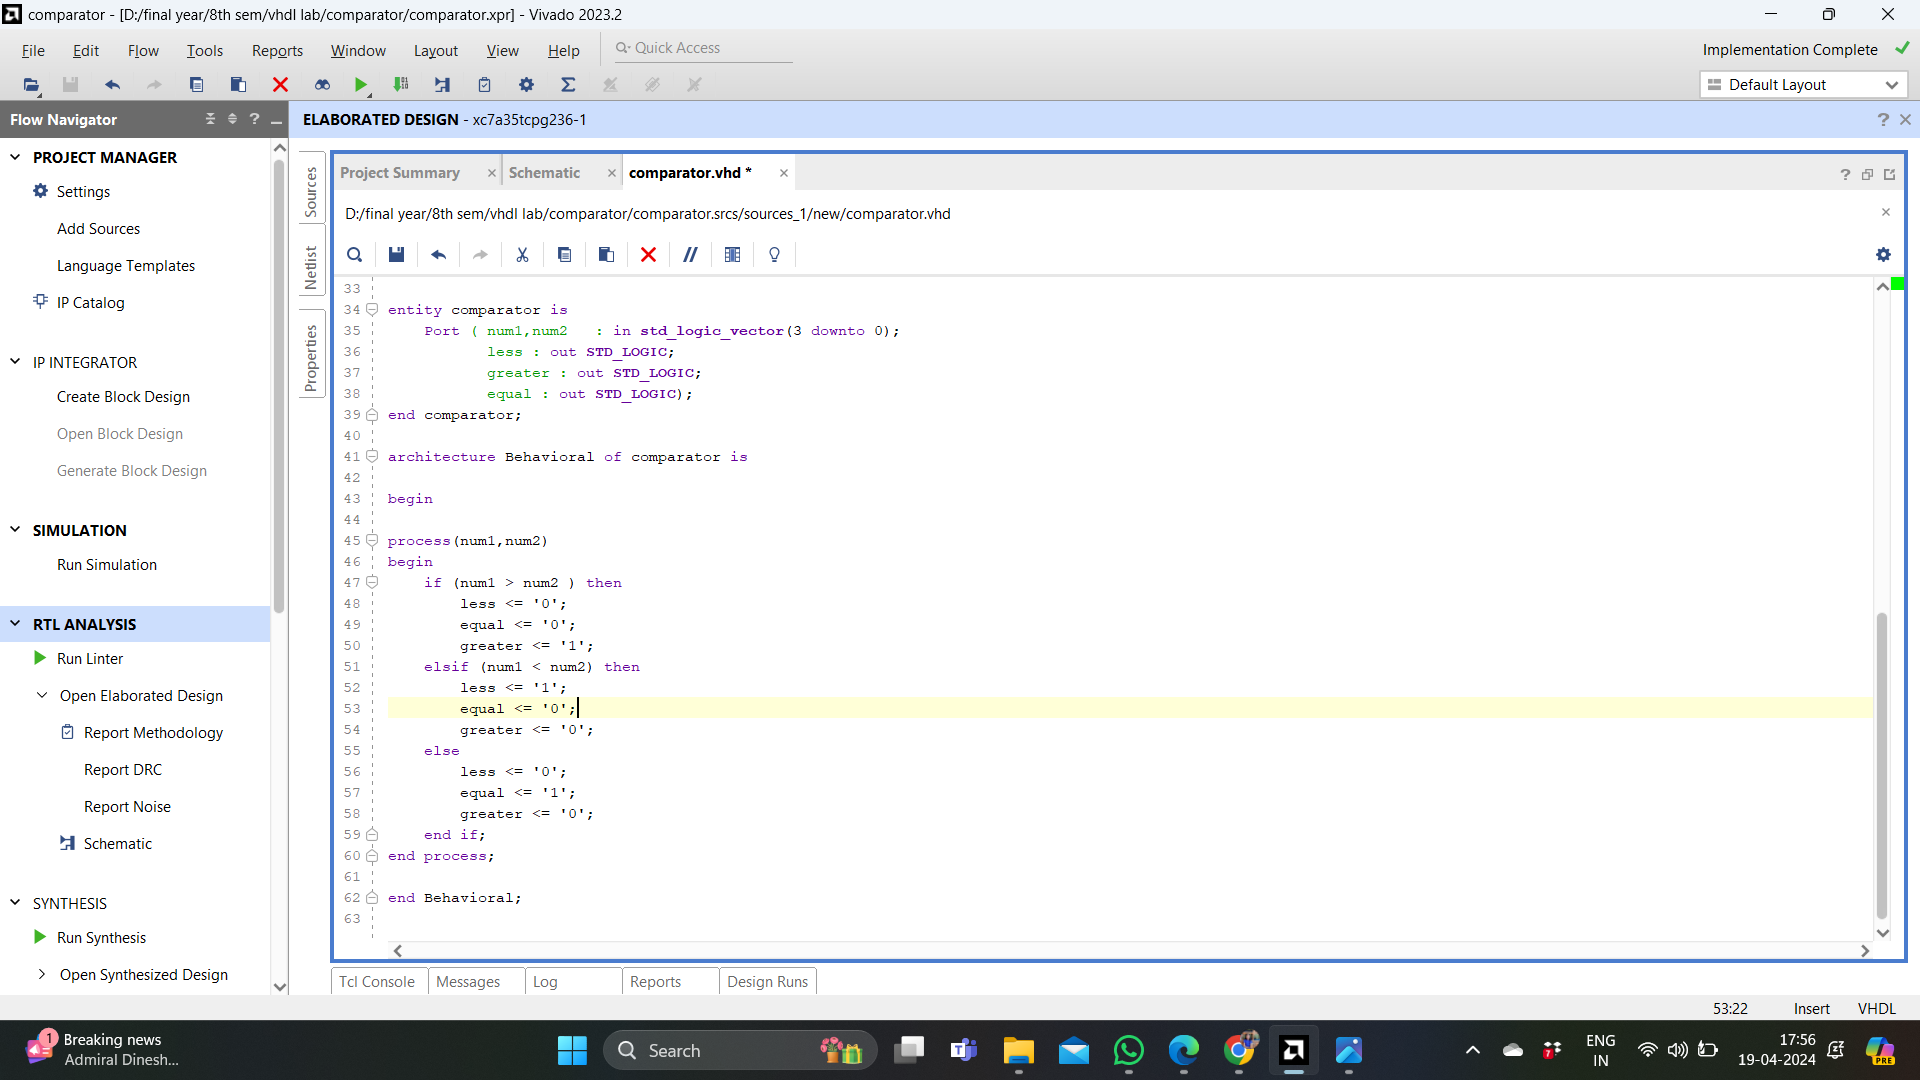 comparator - [D:/final year/8th sem/vhdl lab/comparator/comparator.xpr] - Vivado 2023.2
File Edit Flow Tools Reports Window Layout View Help Quick Access
Implementation Complete
Default Layout
Flow Navigator
ELABORATED DESIGN - xc7a35tcpg236-1
PROJECT MANAGER
Settings
Add Sources
Language Templates
IP Catalog
IP INTEGRATOR
Create Block Design
Open Block Design
Generate Block Design
SIMULATION
Run Simulation
RTL ANALYSIS
Run Linter
Open Elaborated Design
Report Methodology
Report DRC
Report Noise
Schematic
SYNTHESIS
Run Synthesis
Open Synthesized Design
Sources
Netlist
Properties
Project Summary Schematic comparator.vhd *
D:/final year/8th sem/vhdl lab/comparator/comparator.srcs/sources_1/new/comparator.vhd
33
34 entity comparator is
35 Port ( num1,num2 : in std_logic_vector(3 downto 0);
36 less : out STD_LOGIC;
37 greater : out STD_LOGIC;
38 equal : out STD_LOGIC);
39 end comparator;
40
41 architecture Behavioral of comparator is
42
43 begin
44
45 process(num1,num2)
46 begin
47 if (num1 > num2 ) then
48 less <= '0';
49 equal <= '0';
50 greater <= '1';
51 elsif (num1 < num2) then
52 less <= '1';
53 equal <= '0';
54 greater <= '0';
55 else
56 less <= '0';
57 equal <= '1';
58 greater <= '0';
59 end if;
60 end process;
61
62 end Behavioral;
63
Tcl Console Messages Log Reports Design Runs
53:22 Insert VHDL
1
Breaking news
Admiral Dinesh...
Search
7
ENG
IN
17:56
19-04-2024
PRE